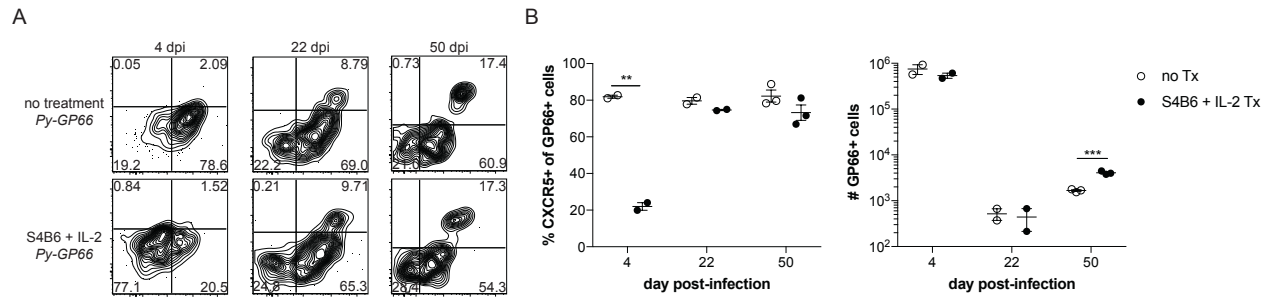 A
4 dpi
22 dpi
50 dpi
no treatment
Py-GP66
0.05
2.09
19.2
78.6
8.79
22.2
69.0
0.73
17.4
21.0
60.9
S4B6 + IL-2
Py-GP66
0.84
1.52
77.1
20.5
0.21
9.71
24.8
65.3
17.3
28.4
54.3
B
% CXCR5+ of GP66+ cells
100
80
60
40
20
0
**
4
22
50
day post-infection
# GP66+ cells
10⁶
10⁵
10⁴
10³
10²
***
4
22
50
day post-infection
no Tx
S4B6 + IL-2 Tx